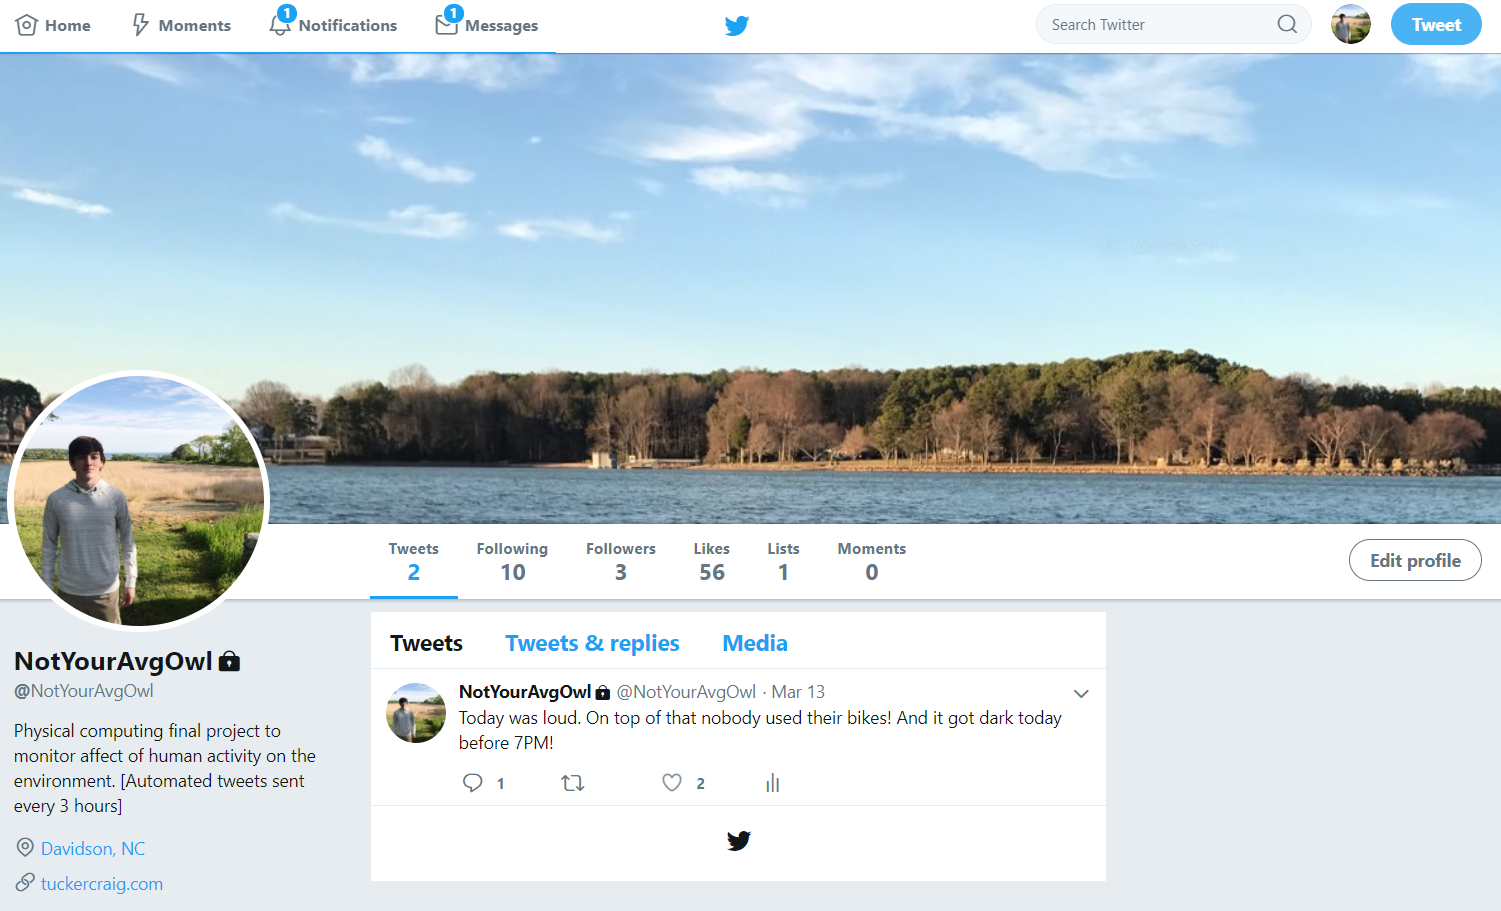 Home
Moments
1
Notifications
1
Messages
Search Twitter
Tweet
Tweets
2
Following
10
Followers
3
Likes
56
Lists
1
Moments
0
Edit profile
NotYourAvgOwl
@NotYourAvgOwl
Physical computing final project to
monitor affect of human activity on the
environment. [Automated tweets sent
every 3 hours]
Davidson, NC
tuckercraig.com
Tweets
Tweets & replies
Media
NotYourAvgOwl @NotYourAvgOwl · Mar 13
Today was loud. On top of that nobody used their bikes! And it got dark today
before 7PM!
1
2